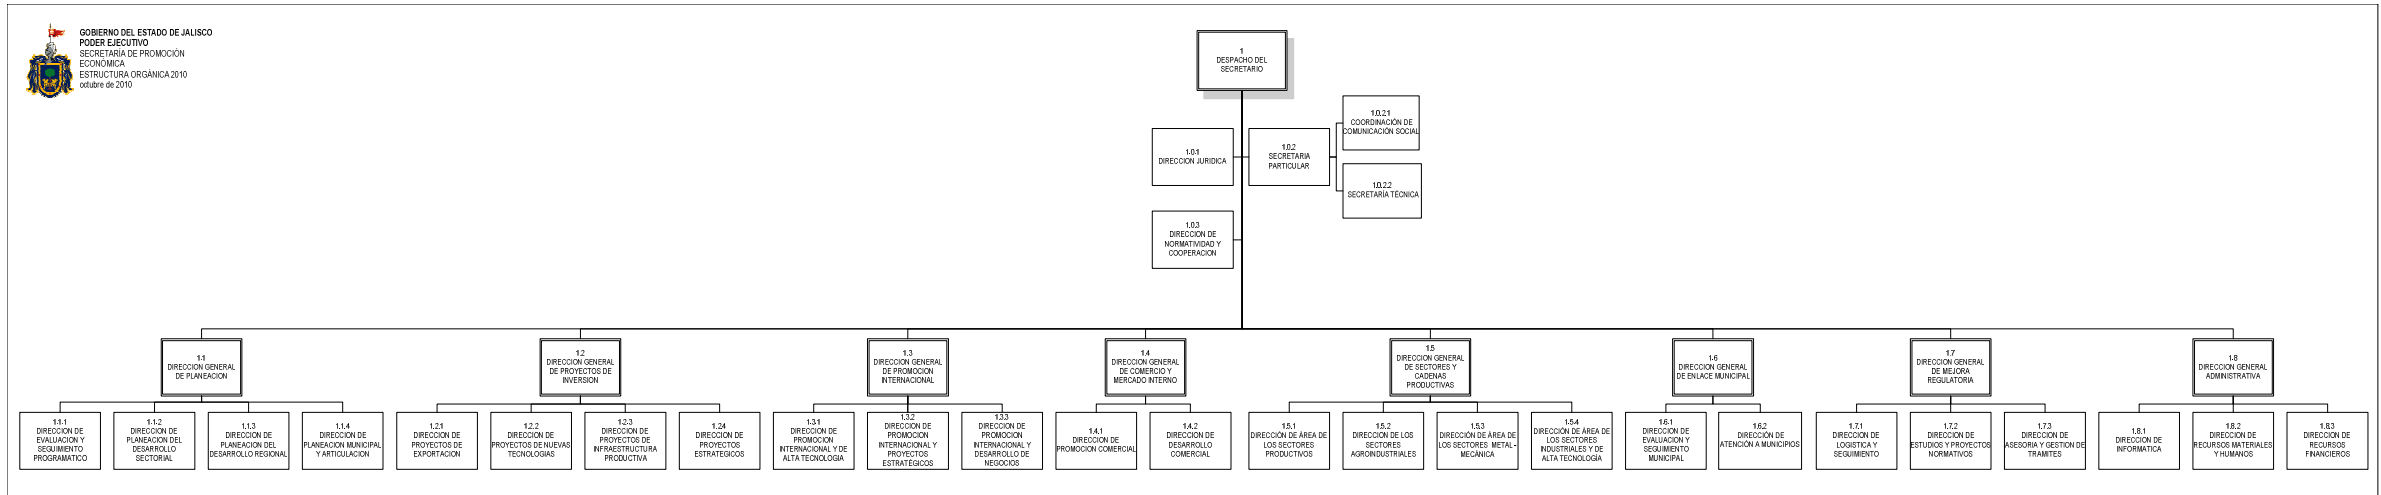 GOBIERNO DEL ESTADO DE JALISCO
PODER EJECUTIVO
SECRETARÍA DE PROMOCIÓN
ECONÓMICA
ESTRUCTURA ORGÁNICA 2010
octubre de 2010
1
DESPACHO DEL
SECRETARIO
1.0.1
DIRECCION JURIDICA
1.0.2
SECRETARIA
PARTICULAR
1.0.2.1
COORDINACIÓN DE
COMUNICACIÓN SOCIAL
1.0.2.2
SECRETARÍA TÉCNICA
1.0.3
DIRECCION DE
NORMATIVIDAD Y
COOPERACION
1.1
DIRECCION GENERAL
DE PLANEACION
1.2
DIRECCION GENERAL
DE PROYECTOS DE
INVERSION
1.3
DIRECCION GENERAL
DE PROMOCION
INTERNACIONAL
1.4
DIRECCION GENERAL
DE COMERCIO Y
MERCADO INTERNO
1.5
DIRECCION GENERAL
DE SECTORES Y
CADENAS
PRODUCTIVAS
1.6
DIRECCION GENERAL
DE ENLACE MUNICIPAL
1.7
DIRECCION GENERAL
DE MEJORA
REGULATORIA
1.8
DIRECCION GENERAL
ADMINISTRATIVA
1.1.1
DIRECCION DE
EVALUACION Y
SEGUIMIENTO
PROGRAMATICO
1.1.2
DIRECCION DE
PLANEACION DEL
DESARROLLO
SECTORIAL
1.1.3
DIRECCION DE
PLANEACION DEL
DESARROLLO REGIONAL
1.1.4
DIRECCION DE
PLANEACION MUNICIPAL
Y ARTICULACION
1.2.1
DIRECCION DE
PROYECTOS DE
EXPORTACION
1.2.2
DIRECCION DE
PROYECTOS DE NUEVAS
TECNOLOGIAS
1.2.3
DIRECCION DE
PROYECTOS DE
INFRAESTRUCTURA
PRODUCTIVA
1.2.4
DIRECCION DE
PROYECTOS
ESTRATEGICOS
1.3.1
DIRECCION DE
PROMOCION
INTERNACIONAL Y DE
ALTA TECNOLOGIA
1.3.2
DIRECCION DE
PROMOCION
INTERNACIONAL Y
PROYECTOS
ESTRATÉGICOS
1.3.3
DIRECCION DE
PROMOCION
INTERNACIONAL Y
DESARROLLO DE
NEGOCIOS
1.4.1
DIRECCION DE
PROMOCION COMERCIAL
1.4.2
DIRECCION DE
DESARROLLO
COMERCIAL
1.5.1
DIRECCIÓN DE ÁREA DE
LOS SECTORES
PRODUCTIVOS
1.5.2
DIRECCION DE LOS
SECTORES
AGROINDUSTRIALES
1.5.3
DIRECCIÓN DE ÁREA DE
LOS SECTORES METAL -
MECÁNICA
1.5.4
DIRECCIÓN DE ÁREA DE
LOS SECTORES
INDUSTRIALES Y DE
ALTA TECNOLOGÍA
1.6.1
DIRECCION DE
EVALUACION Y
SEGUIMIENTO
MUNICIPAL
1.6.2
DIRECCIÓN DE
ATENCIÓN A MUNICIPIOS
1.7.1
DIRECCION DE
LOGISTICA Y
SEGUIMIENTO
1.7.2
DIRECCION DE
ESTUDIOS Y PROYECTOS
NORMATIVOS
1.7.3
DIRECCION DE
ASESORIA Y GESTION DE
TRAMITES
1.8.1
DIRECCION DE
INFORMATICA
1.8.2
DIRECCION DE
RECURSOS MATERIALES
Y HUMANOS
1.8.3
DIRECCION DE
RECURSOS
FINANCIEROS